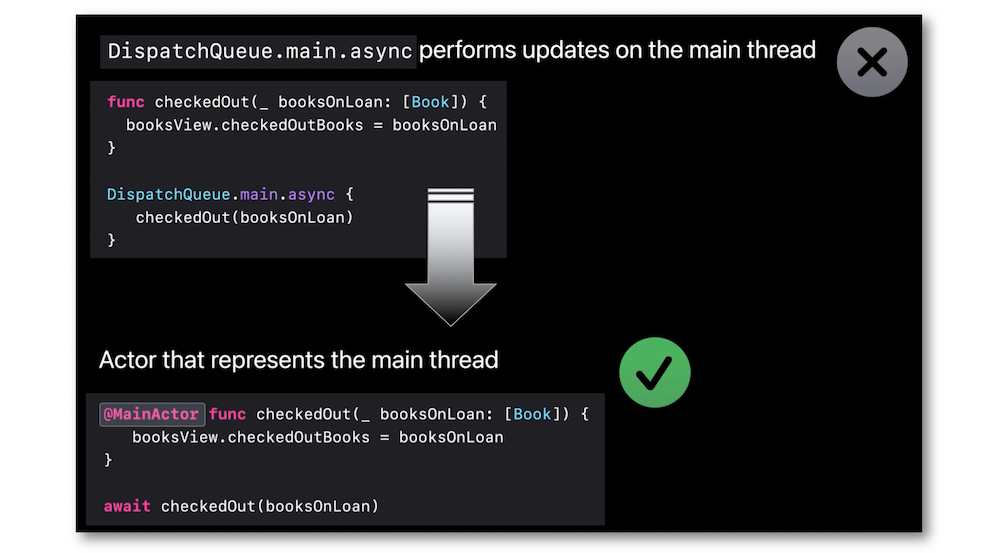 DispatchQueue.main.async performs updates on the main thread
func checkedOut(_ booksOnLoan: [Book]) {
booksView.checkedOutBooks = booksOnLoan
}
DispatchQueue.main.async {
checkedOut(booksOnLoan)
}
Actor that represents the main thread
@MainActor func checkedOut(_ booksOnLoan: [Book]) {
booksView.checkedOutBooks = booksOnLoan
}
await checkedOut(booksOnLoan)